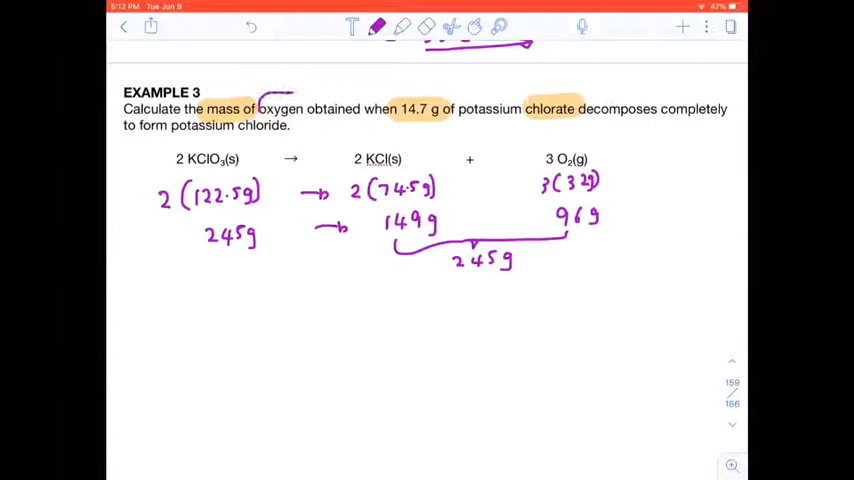 5:12 PM Tue Jun 9
47%
EXAMPLE 3
Calculate the mass of oxygen obtained when 14.7 g of potassium chlorate decomposes completely
to form potassium chloride.
2 KClO₃(s) → 2 KCl(s) + 3 O₂(g)
2 (122.5g) → 2 (74.5g) 3 (32g)
245g → 149g 96g
245g
159
166